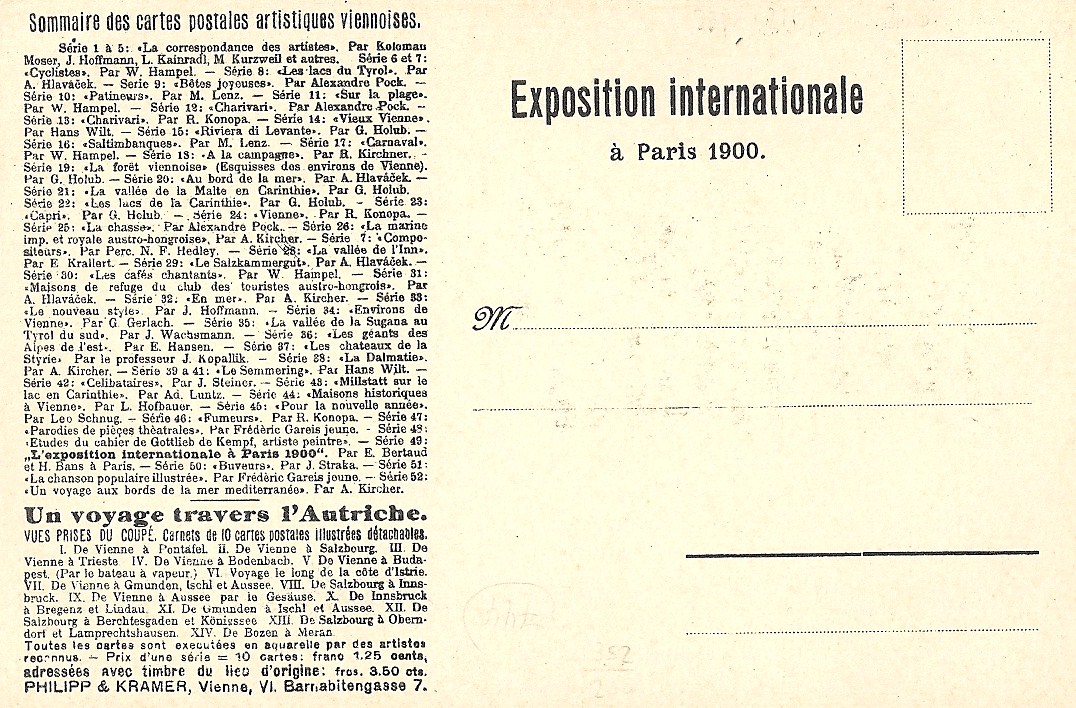 Sommaire des cartes postales artistiques viennoises.
Série 1 à 5: «La correspondance des artistes». Par Koloman
Moser, J. Hoffmann, L. Kainradl, M Kurzweil et autres. Série 6 et 7:
«Cyclistes». Par W. Hampel. — Série 8: «Les lacs du Tyrol». Par
A. Hlaváček. — Serie 9: «Bêtes joyeuses». Par Alexandre Pock. —
Série 10: «Patineurs». Par M. Lenz. — Série 11: «Sur la plage».
Par W. Hampel. — Série 12: «Charivari». Par Alexandre Pock. —
Série 13: «Charivari». Par R. Konopa. — Série 14: «Vieux Vienne».
Par Hans Wilt. — Série 15: «Riviera di Levante». Par G. Holub. —
Série 16: «Saltimbanques». Par M. Lenz. — Série 17: «Carnaval».
Par W. Hampel. — Série 18: «A la campagne». Par R. Kirchner. —
Série 19: «La forêt viennoise» (Esquisses des environs de Vienne).
Par G. Holub. — Série 20: «Au bord de la mer». Par A. Hlaváček. —
Série 21: «La vallée de la Malte en Carinthie». Par G. Holub.
Série 22: «Les lacs de la Carinthie». Par G. Holub. - Série 23:
«Capri». Par G. Holub. — Série 24: «Vienne». Par R. Konopa. —
Série 25: «La chasse». Par Alexandre Pock. — Série 26: «La marine
imp. et royale austro-hongroise». Par A. Kircher. — Série 7: «Compo-
siteurs». Par Perc. N. F. Hedley. — Série 28: «La vallée de l'Inn».
Par E Krallert. — Série 29: «Le Salzkammergut». Par A. Hlaváček. —
Série 30: «Les cafés chantants». Par W. Hampel. — Série 31:
«Maisons de refuge du club des touristes austro-hongrois». Par
A. Hlaváček. — Série 32: «En mer». Par A. Kircher. — Série 33:
«Le nouveau style». Par J. Hoffmann. — Série 34: «Environs de
Vienne». Par G. Gerlach. — Série 35: «La vallée de la Sugana au
Tyrol du sud». Par J. Wachsmann. — Série 36: «Les géants des
Alpes de l'est». Par E. Hansen. — Série 37: «Les chateaux de la
Styrie» Par le professeur J. Kopallik. — Série 38: «La Dalmatie».
Par A. Kircher. — Série 39 a 41: «Le Semmering». Par Hans Wilt. —
Série 42: «Celibataires». Par J. Steiner. — Série 43: «Millstatt sur le
lac en Carinthie». Par Ad. Luntz. — Série 44: «Maisons historiques
à Vienne». Par L. Hofbauer. — Série 45: «Pour la nouvelle année».
Par Leo Schnug. — Série 46: «Fumeurs». Par R. Konopa. — Série 47:
«Parodies de pièces théatrales». Par Frédéric Gareis jeune. - Série 48:
«Etudes du cahier de Gottlieb de Kempf, artiste peintre». — Série 49:
„L'exposition internationale à Paris 1900“. Par E. Bertaud
et H. Bans à Paris. — Série 50: «Buveurs». Par J. Straka. — Série 51:
«La chanson populaire illustrée». Par Frédéric Gareis jeune. — Série 52:
«Un voyage aux bords de la mer mediterranée». Par A. Kircher.
Un voyage travers l'Autriche.
VUES PRISES DU COUPÉ. Carnets de 10 cartes postales illustrées détachables.
I. De Vienne à Pontafel. II. De Vienne à Salzbourg. III. De
Vienne à Trieste IV. De Vienne à Bodenbach. V. De Vienne à Buda-
pest. (Par le bateau à vapeur.) VI. Voyage le long de la côte d'Istrie.
VII. De Vienne à Gmunden, Ischl et Aussee. VIII. De Salzbourg à Inns-
bruck. IX. De Vienne à Aussee par le Gesäuse. X. De Innsbruck
à Bregenz et Lindau. XI. De Gmunden à Ischl et Aussee. XII. De
Salzbourg à Berchtesgaden et Königssee XIII. De Salzbourg à Obern-
dorf et Lamprechtshausen. XIV. De Bozen à Meran
Toutes les cartes sont executées en aquarelle par des artistes
reconnus. — Prix d'une série = 10 cartes: franc 1.25 cents,
adressées avec timbre du lieu d'origine: frcs. 3.50 cts.
PHILIPP & KRAMER, Vienne, VI. Barnabitengasse 7.
Exposition internationale
à Paris 1900.
M
352